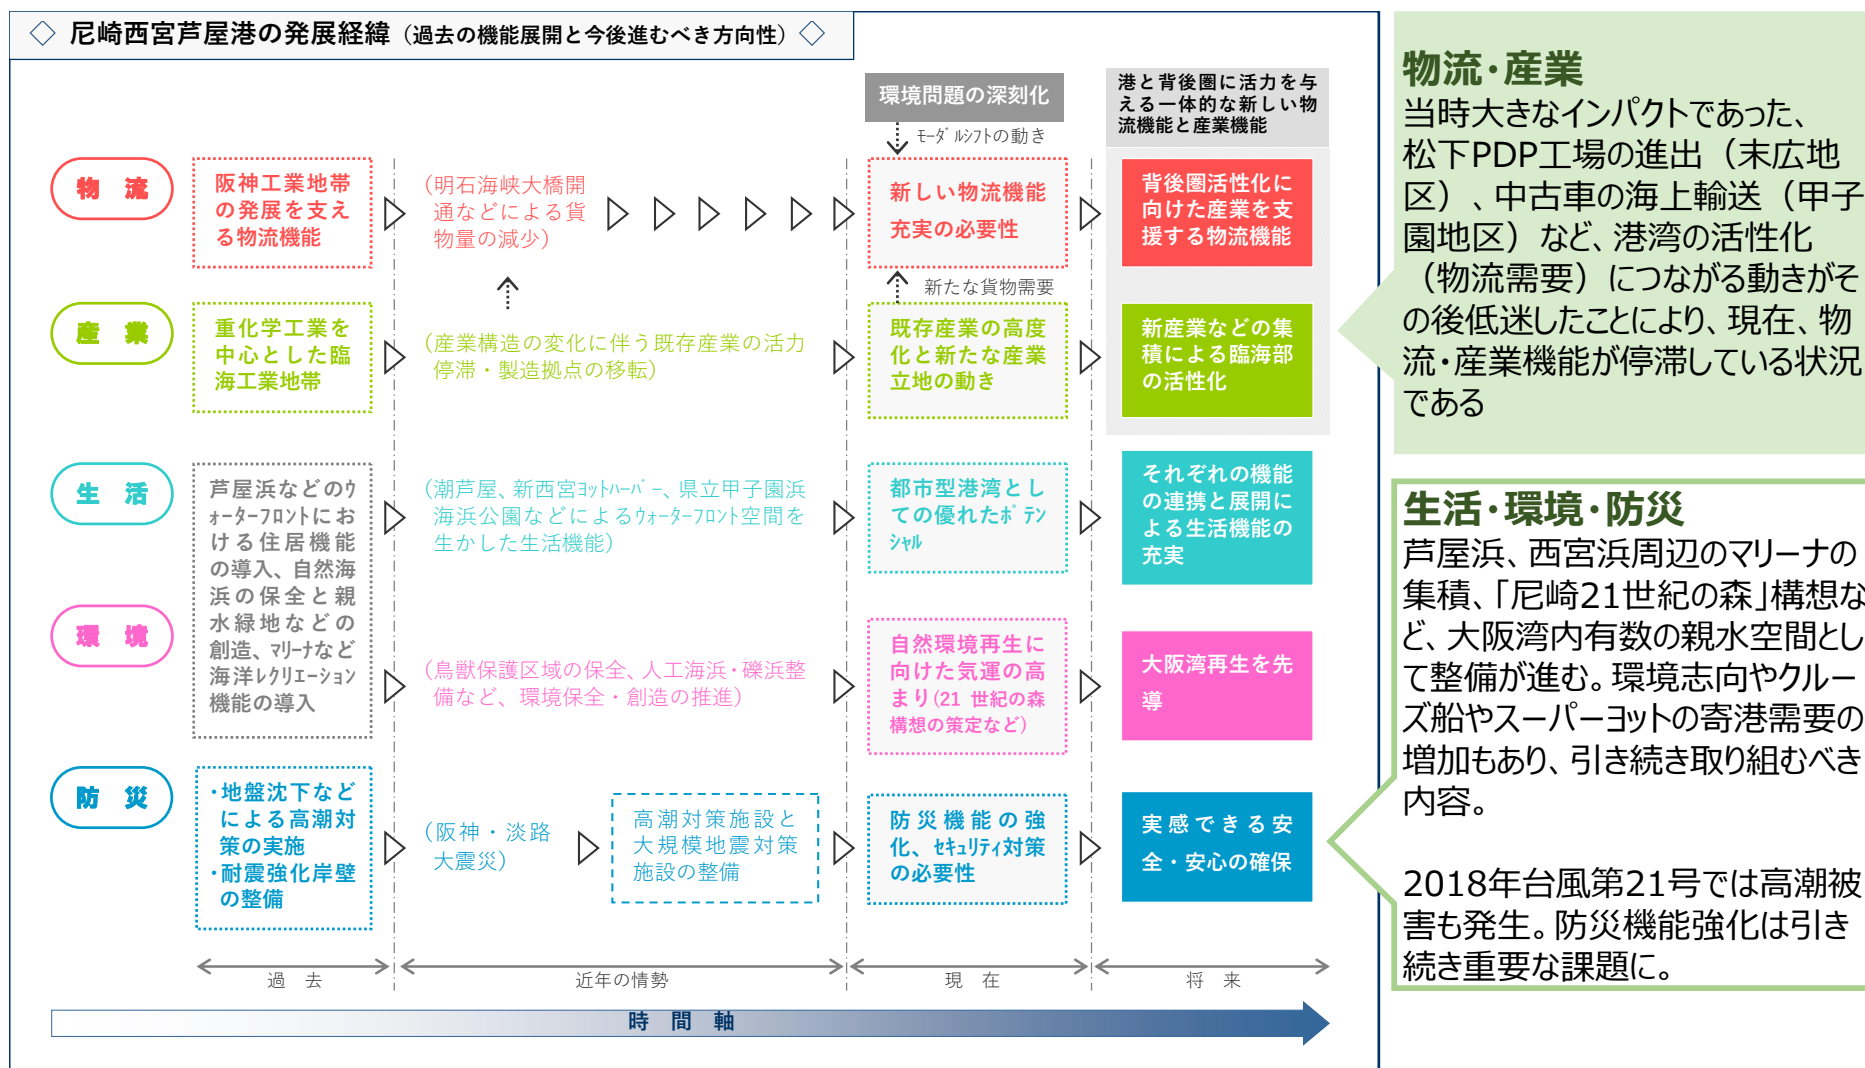 ◇ 尼崎西宮芦屋港の発展経緯（過去の機能展開と今後進むべき方向性）◇
環境問題の深刻化
ﾓｰﾀﾞﾙｼﾌﾄの動き
港と背後圏に活力を与
える一体的な新しい物
流機能と産業機能
物　流
阪神工業地帯
の発展を支え
る物流機能
（明石海峡大橋開
通などによる貨
物量の減少）
新しい物流機能
充実の必要性
背後圏活性化に
向けた産業を支
援する物流機能
新たな貨物需要
産　業
重化学工業を
中心とした臨
海工業地帯
（産業構造の変化に伴う既存産業の活力
停滞・製造拠点の移転）
既存産業の高度
化と新たな産業
立地の動き
新産業などの集
積による臨海部
の活性化
生　活
芦屋浜などのｳ
ｫｰﾀｰﾌﾛﾝﾄにお
ける住居機能
の導入、自然海
浜の保全と親
水緑地などの
創造、ﾏﾘｰﾅなど
海洋ﾚｸﾘｴｰｼｮﾝ
機能の導入
（潮芦屋、新西宮ﾖｯﾄﾊｰﾊﾞｰ、県立甲子園浜
海浜公園などによるｳｫｰﾀｰﾌﾛﾝﾄ空間を
生かした生活機能）
都市型港湾とし
ての優れたﾎﾟﾃﾝ
ｼｬﾙ
それぞれの機能
の連携と展開に
よる生活機能の
充実
環　境
（鳥獣保護区域の保全、人工海浜・礫浜整
備など、環境保全・創造の推進）
自然環境再生に
向けた気運の高
まり(21 世紀の森
構想の策定など)
大阪湾再生を先
導
防　災
・地盤沈下など
による高潮対
策の実施
・耐震強化岸壁
の整備
（阪神・淡路
大震災）
高潮対策施設と
大規模地震対策
施設の整備
防災機能の強
化、ｾｷｭﾘﾃｨ対策
の必要性
実感できる安
全・安心の確保
過　去
近年の情勢
現　在
将　来
時　間　軸
物流・産業
当時大きなインパクトであった、
松下PDP工場の進出（末広地
区）、中古車の海上輸送（甲子
園地区）など、港湾の活性化
（物流需要）につながる動きがそ
の後低迷したことにより、現在、物
流・産業機能が停滞している状況
である
生活・環境・防災
芦屋浜、西宮浜周辺のマリーナの
集積、「尼崎21世紀の森」構想な
ど、大阪湾内有数の親水空間とし
て整備が進む。環境志向やクルー
ズ船やスーパーヨットの寄港需要の
増加もあり、引き続き取り組むべき
内容。
2018年台風第21号では高潮被
害も発生。防災機能強化は引き
続き重要な課題に。